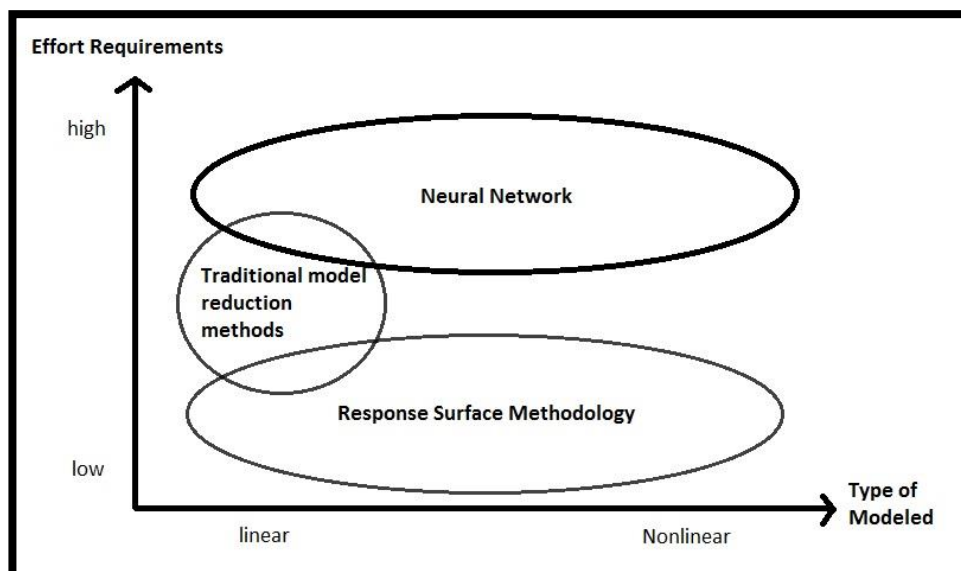 Effort Requirements
high
Neural Network
Traditional model
reduction
methods
Response Surface Methodology
low
Type of
Modeled
linear
Nonlinear